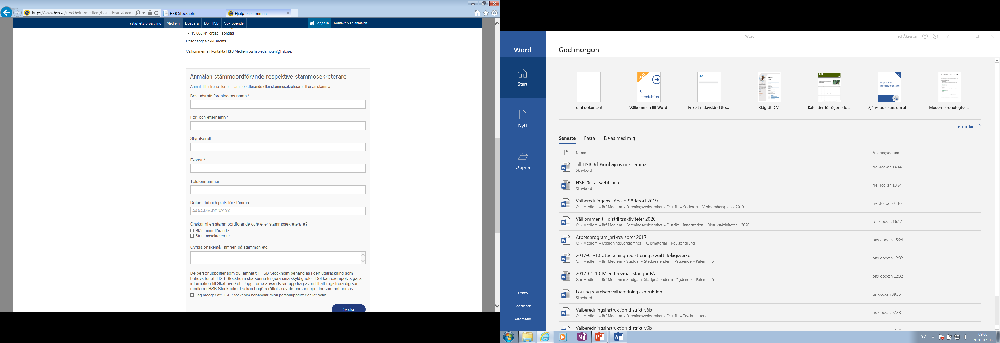 https://www.hsb.se/stockholm/medlem/bostadsrattsforenir
HSB Stockholm
Hjälp på stämman
Fastighetsförvaltning
Medlem
Bospara
Bo i HSB
Sök boende
Logga in
Kontakt & Felanmälan
• 13 000 kr, lördag - söndag
Priser anges exkl. moms
Välkommen att kontakta HSB Medlem på hsbledamoten@hsb.se.
Anmälan stämmoordförande respektive stämmosekreterare
Anmäl ditt intresse för en stämmoordförande eller stämmosekreterare till er årsstämma
Bostadsrättsföreningens namn *
För- och efternamn *
Styrelseroll
E-post *
Telefonnummer
Datum, tid och plats för stämma
ÅÅÅÅ-MM-DD XX:XX
Önskar ni en stämmoordförande och/ eller stämmosekreterare?
Stämmoordförande
Stämmosekreterare
Övriga önskemål, ämnen på stämman etc.
De personuppgifter som du lämnat till HSB Stockholm behandlas i den utsträckning som
behövs för att HSB Stockholm ska kunna fullgöra sina skyldigheter. Det kan exempelvis gälla
information till Skatteverket. Uppgifterna används vid uppdrag även till att registrera dig som
medlem i HSB Stockholm. Du kan begära rättelse av de personuppgifter som behandlas.
Jag medger att HSB Stockholm behandlar mina personuppgifter enligt ovan.
Skicka
Word
Fred Åkesson
?
Word
God morgon
Start
Nytt
Öppna
Konto
Feedback
Alternativ
Nytt
Se en
introduktion
Aa
NAMN
HÄR
juli
Infoga din första
innehållsförteckning
Tomt dokument
Välkommen till Word
Enkelt radavstånd (to...
Blågrått CV
Kalender för ögonblic...
Självstudiekurs om at...
Modern kronologisk...
Fler mallar
Senaste
Fästa
Delas med mig
Namn
Ändringsdatum
Till HSB Brf Pigghajens medlemmar
Skrivbord
fre klockan 14:14
HSB länkar webbsida
Skrivbord
fre klockan 10:34
Valberedningens Förslag Söderort 2019
G: » Medlem » Brf Medlem » Föreningsverksamhet » Distrikt » Söderort » Verksamhetsplan » 2019
fre klockan 08:16
Välkommen till distriktsaktiviteter 2020
G: » Medlem » Brf Medlem » Föreningsverksamhet » Distrikt » Innerstaden » Distriksaktiviteter » 2020
tor klockan 16:47
Arbetsprogram_brf-revisorer 2017
G: » Medlem » Utbildningsverksamhet » Kursmaterial » Revisor grund
ons klockan 15:24
2017-01-10 Utbetalning registreringsavgift Bolagsverket
G: » Medlem » Brf Medlem » Stadgar » Stadgeärenden » Pågående » Pålen nr 6
ons klockan 12:32
2017-01-10 Pålen brevmall stadgar FÅ
G: » Medlem » Brf Medlem » Stadgar » Stadgeärenden » Pågående » Pålen nr 6
ons klockan 12:32
Förslag styrelsen valberedningsisntruktion
Skrivbord
tis klockan 08:56
Valberedningsinstruktion distrikt_v6b
G: » Medlem » Brf Medlem » Föreningsverksamhet » Distrikt » Tryckt material
tis klockan 07:38
Valberedningsinstruktion distrikt v6b
SV
09:00
2020-02-03